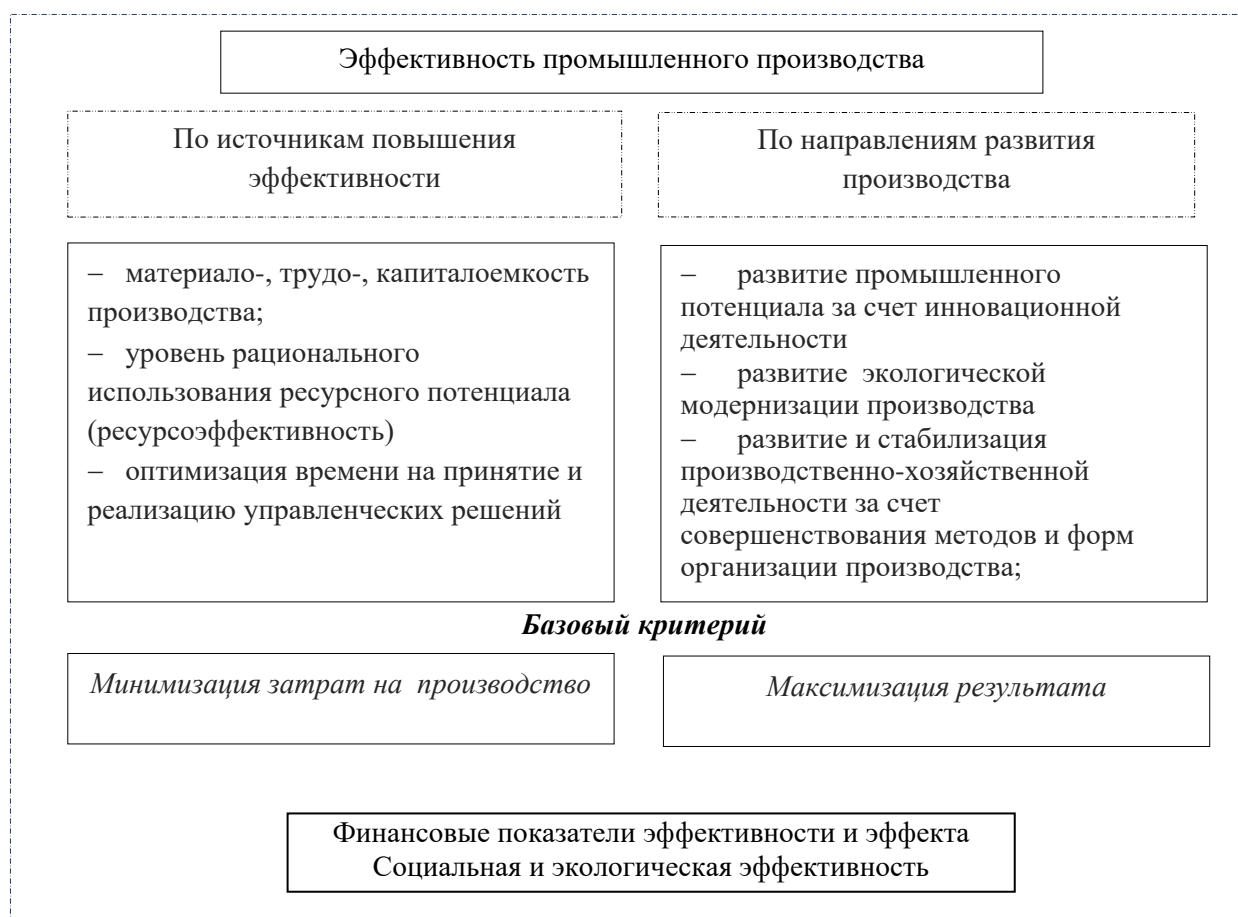 Эффективность промышленного производства
По источникам повышения
эффективности
По направлениям развития
производства
– материало-, трудо-, капиталоемкость
производства;
– уровень рационального
использования ресурсного потенциала
(ресурсоэффективность)
– оптимизация времени на принятие и
реализацию управленческих решений
– развитие промышленного
потенциала за счет инновационной
деятельности
– развитие экологической
модернизации производства
– развитие и стабилизация
производственно-хозяйственной
деятельности за счет
совершенствования методов и форм
организации производства;
Базовый критерий
Минимизация затрат на производство
Максимизация результата
Финансовые показатели эффективности и эффекта
Социальная и экологическая эффективность